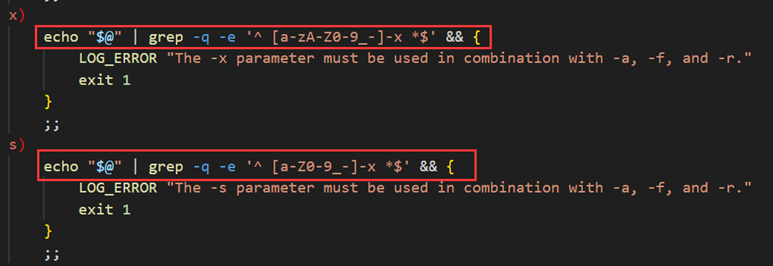 ;;
x)
echo "$@" | grep -q -e '^ [a-zA-Z0-9_-]-x *$' && {
LOG_ERROR "The -x parameter must be used in combination with -a, -f, and -r."
exit 1
}
;;
s)
echo "$@" | grep -q -e '^ [a-Z0-9_-]-x *$' && {
LOG_ERROR "The -s parameter must be used in combination with -a, -f, and -r."
exit 1
}
;;